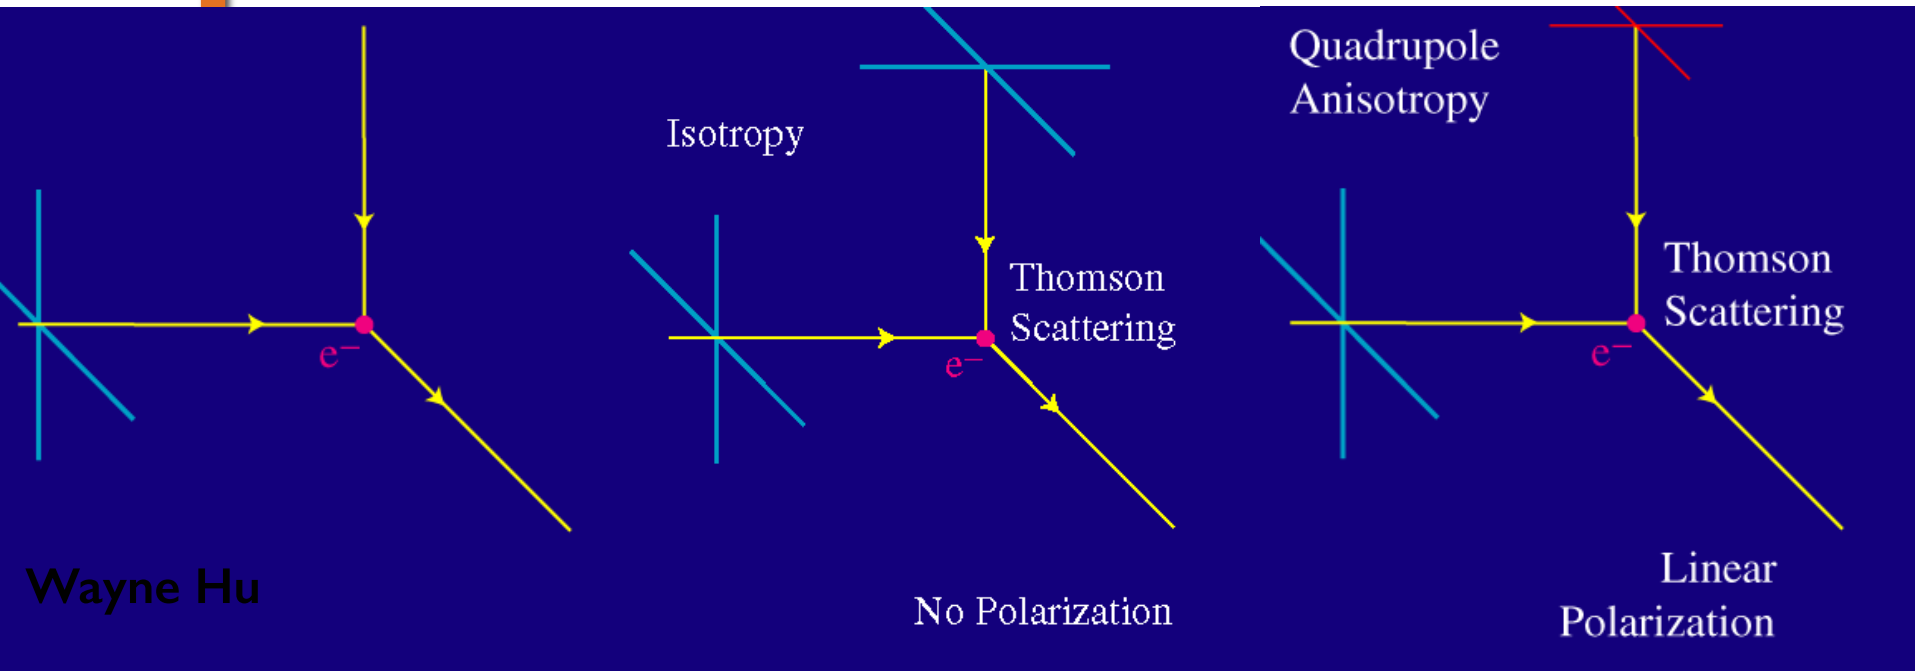 e−
Wayne Hu
Isotropy
Thomson
Scattering
e−
No Polarization
Quadrupole
Anisotropy
Thomson
Scattering
e−
Linear
Polarization